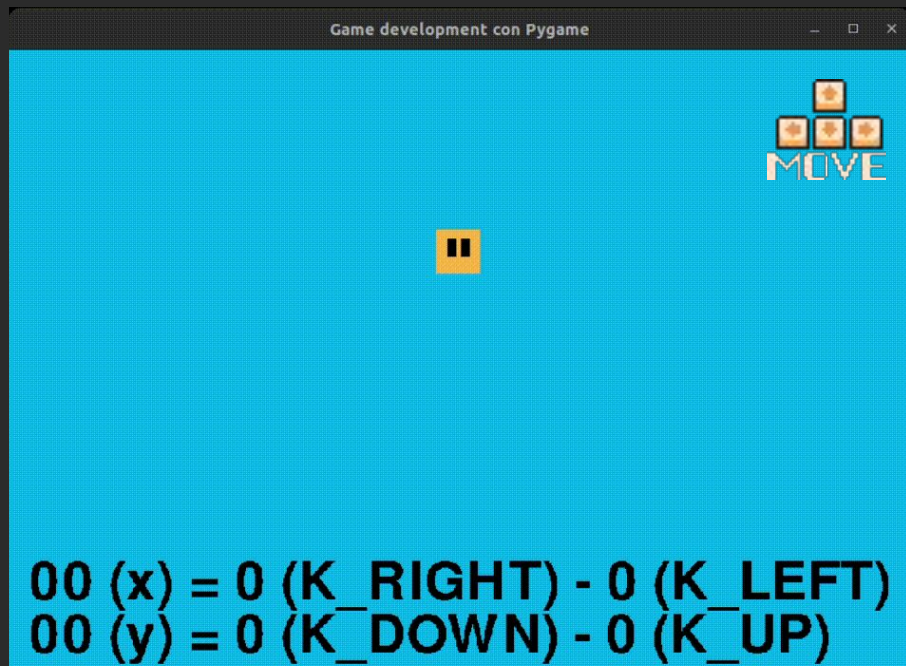 Game development con Pygame
MOVE
00 (x) = 0 (K_RIGHT) - 0 (K_LEFT)
00 (y) = 0 (K_DOWN) - 0 (K_UP)